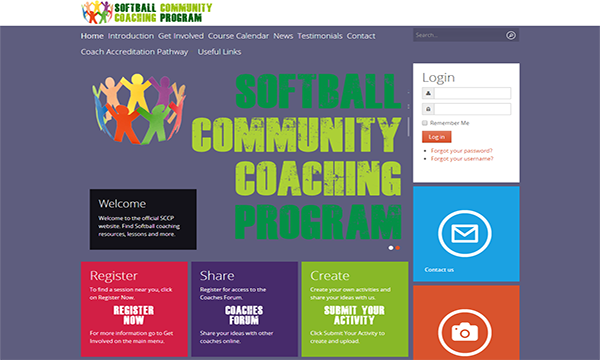 SOFTBALL COMMUNITY
COACHING PROGRAM
Home Introduction Get Involved Course Calendar News Testimonials Contact
Coach Accreditation Pathway Useful Links
Search...
SOFTBALL
COMMUNITY
COACHING
PROGRAM
Welcome
Welcome to the official SCCP
website. Find Softball coaching
resources, lessons and more.
Login
Remember Me
Log in
Forgot your password?
Forgot your username?
Contact us
Register
To find a session near you, click
on Register Now.
REGISTER
NOW
For more information go to Get
Involved on the main menu.
Share
Register for access to the
Coaches Forum.
COACHES
FORUM
Share your ideas with other
coaches online.
Create
Create your own activities and
share your ideas with us.
SUBMIT YOUR
ACTIVITY
Click Submit Your Activity to
create and upload.